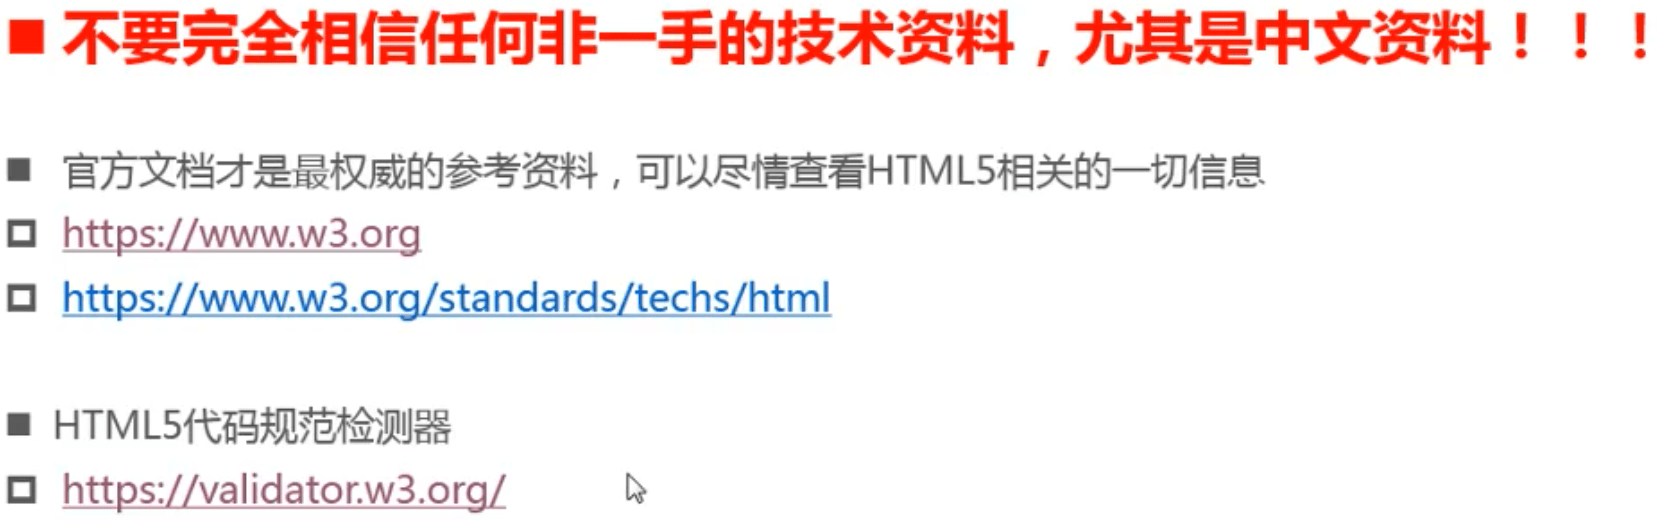 不要完全相信任何非一手的技术资料，尤其是中文资料！！！
官方文档才是最权威的参考资料，可以尽情查看HTML5相关的一切信息
https://www.w3.org
https://www.w3.org/standards/techs/html
HTML5代码规范检测器
https://validator.w3.org/